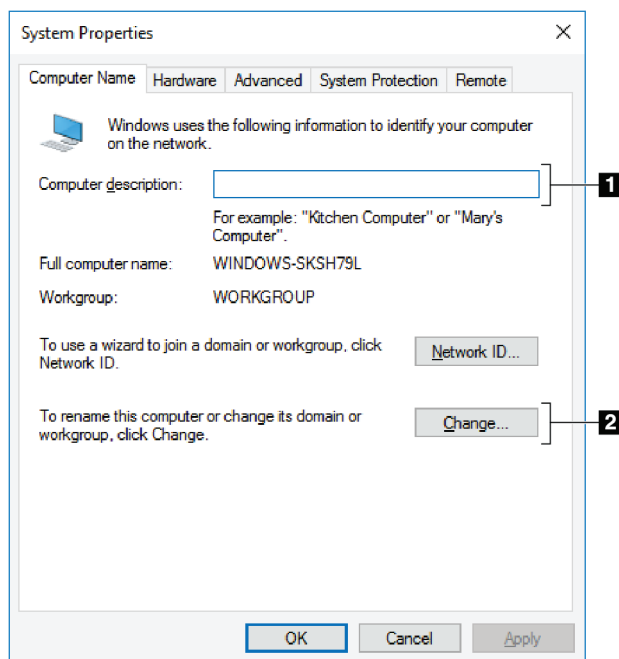 System Properties
Computer Name Hardware Advanced System Protection Remote
Windows uses the following information to identify your computer
on the network.
Computer description:
1
For example: "Kitchen Computer" or "Mary's
Computer".
Full computer name: WINDOWS-SKSH79L
Workgroup: WORKGROUP
To use a wizard to join a domain or workgroup, click
Network ID.
Network ID...
To rename this computer or change its domain or
workgroup, click Change.
Change...
2
OK Cancel Apply